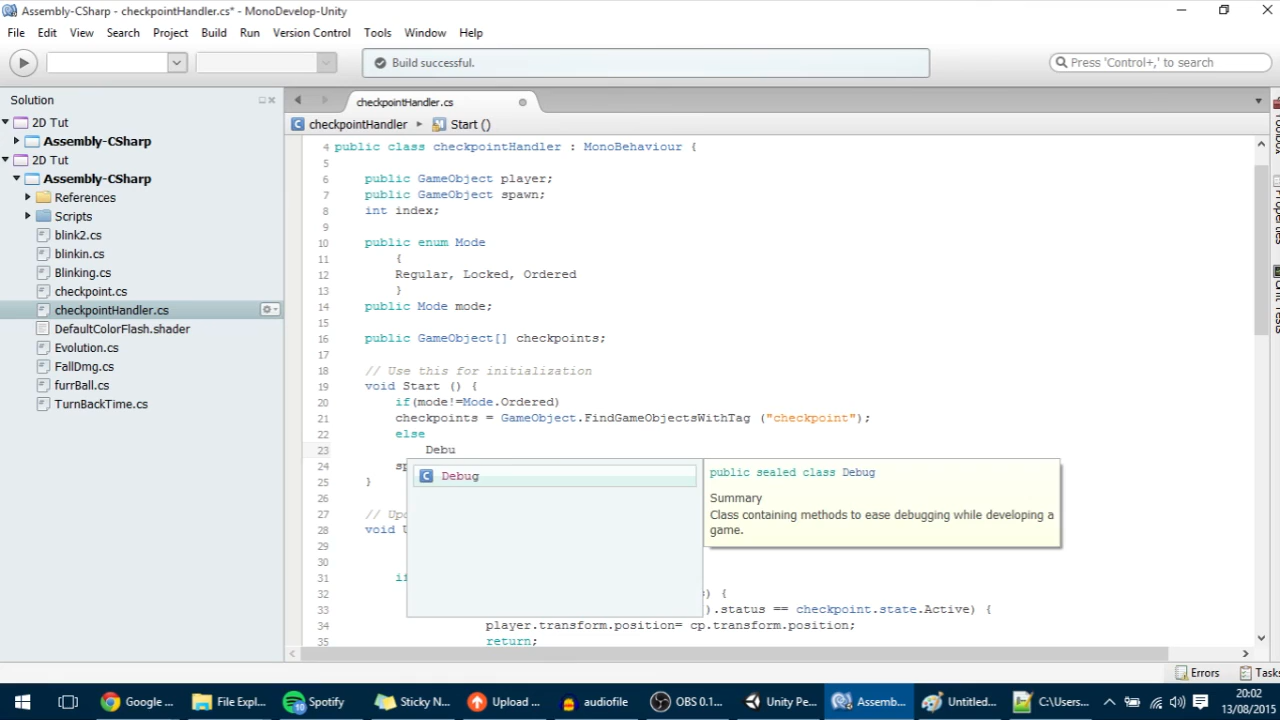 Assembly-CSharp - checkpointHandler.cs* - MonoDevelop-Unity
File Edit View Search Project Build Run Version Control Tools Window Help
Build successful.
Press 'Control+,' to search
Solution
checkpointHandler.cs
checkpointHandler ▸ Start ()
2D Tut
Assembly-CSharp
2D Tut
Assembly-CSharp
References
Scripts
blink2.cs
blinkin.cs
Blinking.cs
checkpoint.cs
checkpointHandler.cs
DefaultColorFlash.shader
Evolution.cs
FallDmg.cs
furrBall.cs
TurnBackTime.cs
4 public class checkpointHandler : MonoBehaviour {
5
6 public GameObject player;
7 public GameObject spawn;
8 int index;
9
10 public enum Mode
11 {
12 Regular, Locked, Ordered
13 }
14 public Mode mode;
15
16 public GameObject[] checkpoints;
17
18 // Use this for initialization
19 void Start () {
20 if(mode!=Mode.Ordered)
21 checkpoints = GameObject.FindGameObjectsWithTag ("checkpoint");
22 else
23 Debu
24 sp
25 }
26
27 // Up
28 void U
29
30
31 if
32 ) {
33 ).status == checkpoint.state.Active) {
34 player.transform.position= cp.transform.position;
35 return;
Debug
public sealed class Debug
Summary
Class containing methods to ease debugging while developing a
game.
Errors Tasks
Google ... File Expl... Spotify Sticky N... Upload ... audiofile OBS 0.1... Unity Pe... Assemb... Untitled... C:\Users...
20:02
13/08/2015